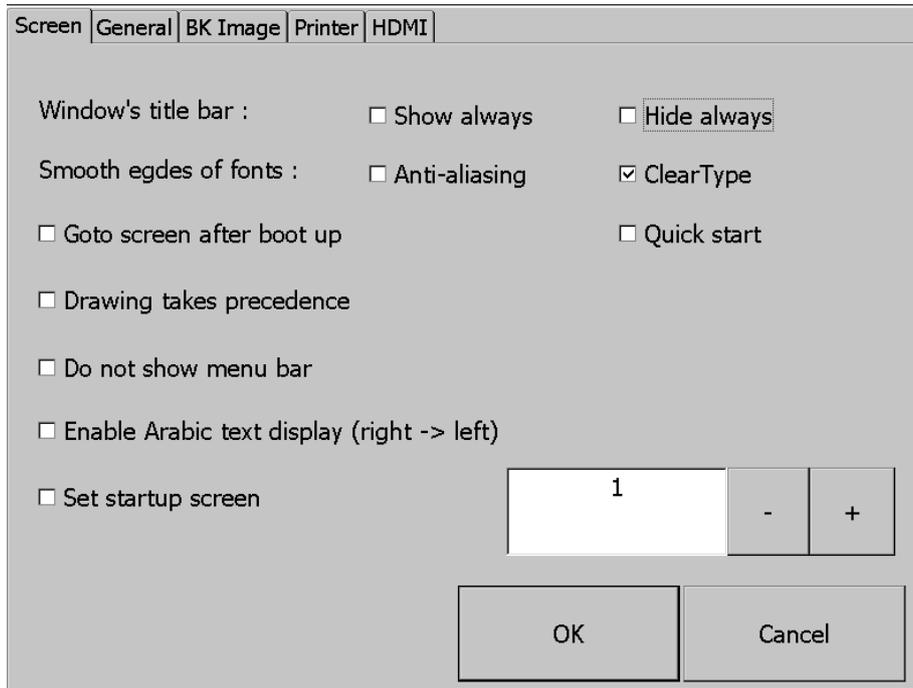 Screen General BK Image Printer HDMI
Window's title bar : Show always Hide always
Smooth egdes of fonts : Anti-aliasing ClearType
Goto screen after boot up Quick start
Drawing takes precedence
Do not show menu bar
Enable Arabic text display (right -> left)
Set startup screen 1 - +
OK Cancel